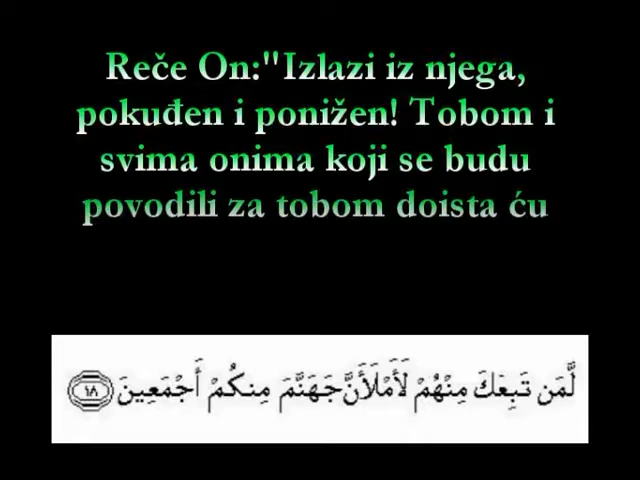 Reče On:"Izlazi iz njega,
pokuđen i ponižen! Tobom i
svima onima koji se budu
povodili za tobom doista ću
لَّمَن تَبِعَكَ مِنْهُمْ لَأَمْلَأَنَّ جَهَنَّمَ مِنكُمْ أَجْمَعِينَ ١٨